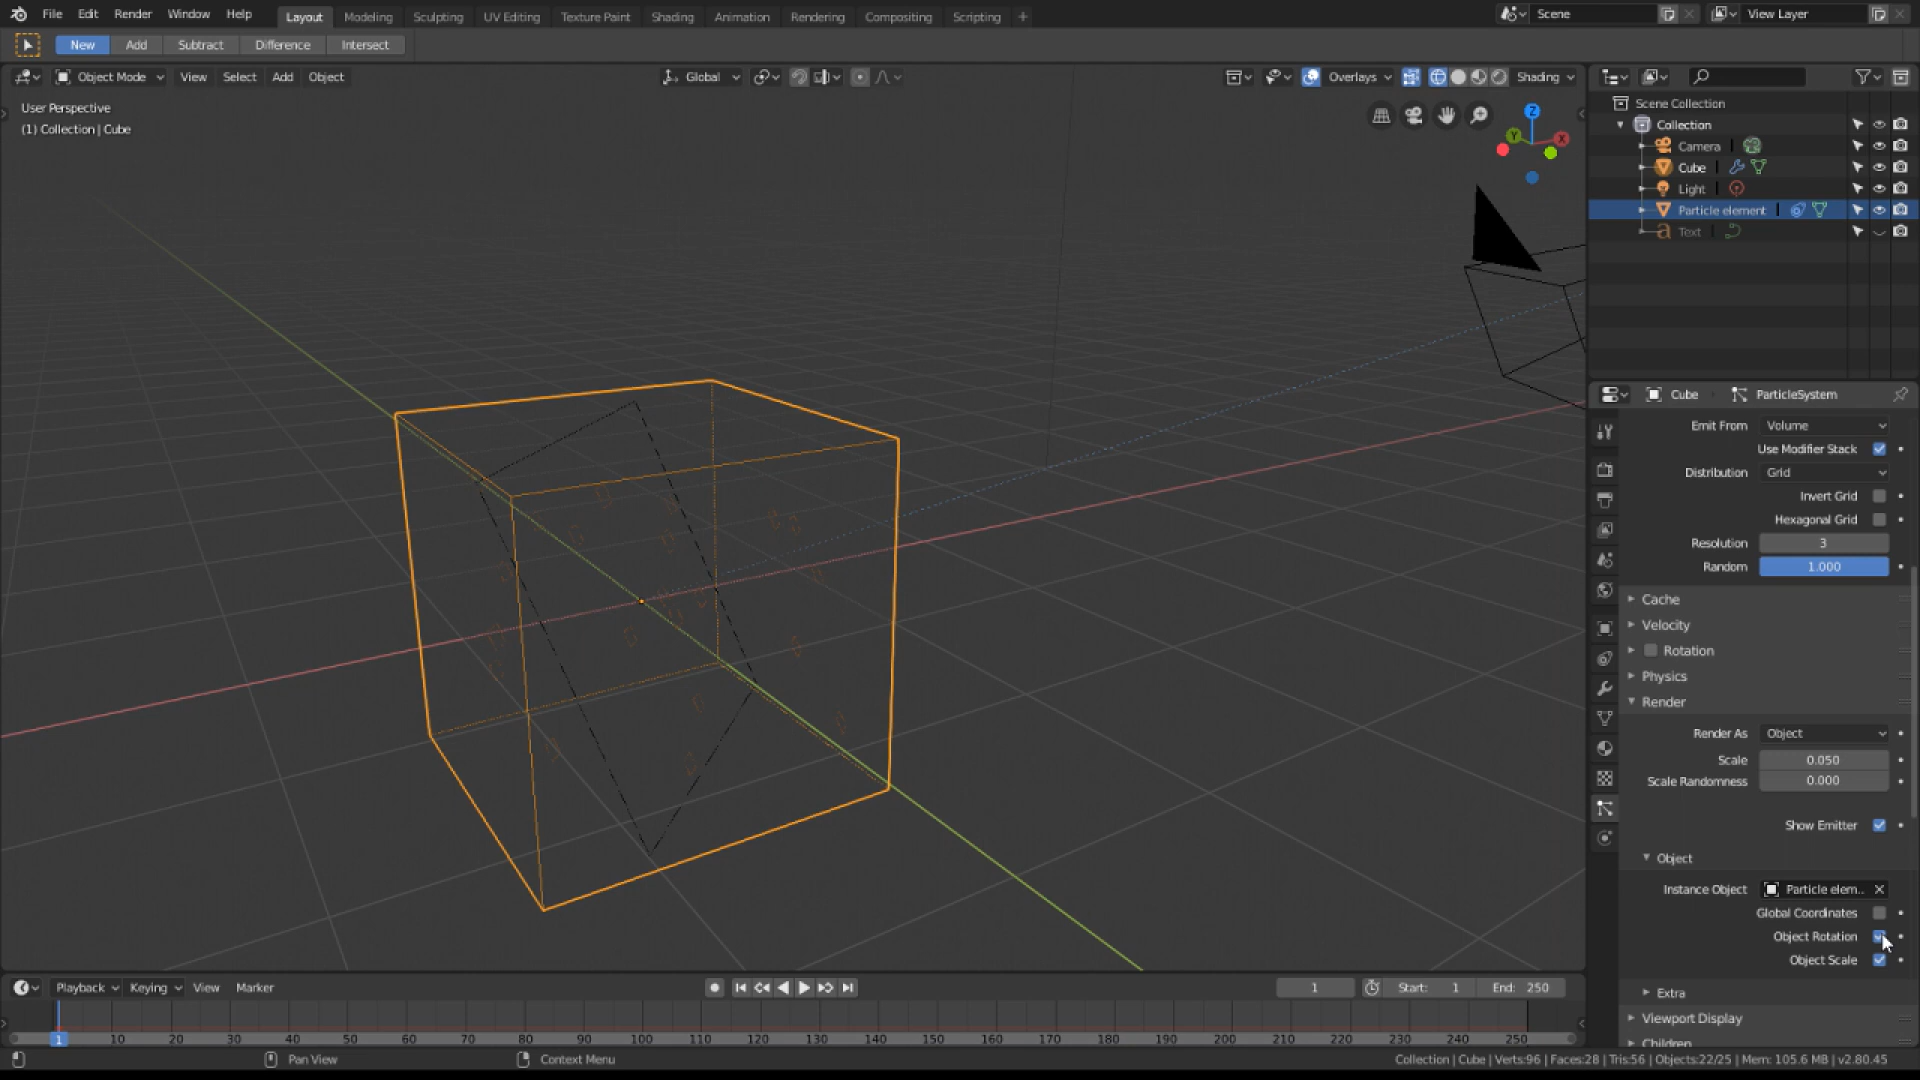 File Edit Render Window Help Layout Modeling Sculpting UV Editing Texture Paint Shading Animation Rendering Compositing Scripting + Scene View Layer
New Add Subtract Difference Intersect
Object Mode View Select Add Object Global Overlays Shading
User Perspective
(1) Collection | Cube
Z
Y
X
Scene Collection
Collection
Camera
Cube
Light
Particle element
Text
Cube ParticleSystem
Emit From Volume
Use Modifier Stack
Distribution Grid
Invert Grid
Hexagonal Grid
Resolution 3
Random 1.000
Cache
Velocity
Rotation
Physics
Render
Render As Object
Scale 0.050
Scale Randomness 0.000
Show Emitter
Object
Instance Object Particle elem..
Global Coordinates
Object Rotation
Object Scale
Extra
Viewport Display
Children
Playback Keying View Marker 1 Start: 1 End: 250
1 10 20 30 40 50 60 70 80 90 100 110 120 130 140 150 160 170 180 190 200 210 220 230 240 250
Pan View Context Menu Collection | Cube | Verts:96 | Faces:28 | Tris:56 | Objects:22/25 | Mem: 105.6 MB | v2.80.45